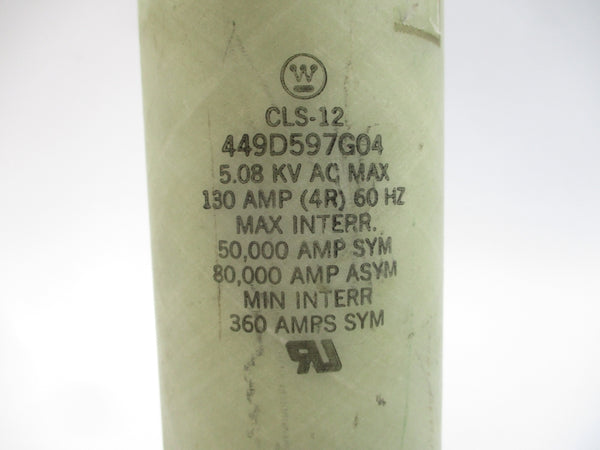 W
CLS-12
449D597G04
5.08 KV AC MAX
130 AMP (4R) 60 HZ
MAX INTERR.
50,000 AMP SYM
80,000 AMP ASYM
MIN INTERR
360 AMPS SYM
UR